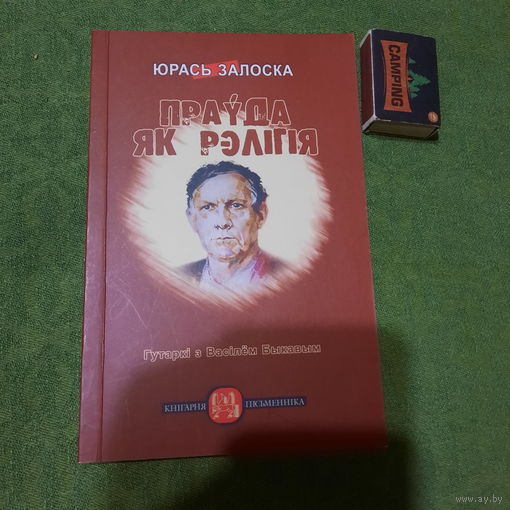 ЮРАСЬ ЗАЛОСКА
ПРАЎДА
ЯК РЭЛІГІЯ
Гутаркі з Васілём Быкавым
КНІГАРНЯ ПІСЬМЕННІКА
CAMPING
www.ay.by